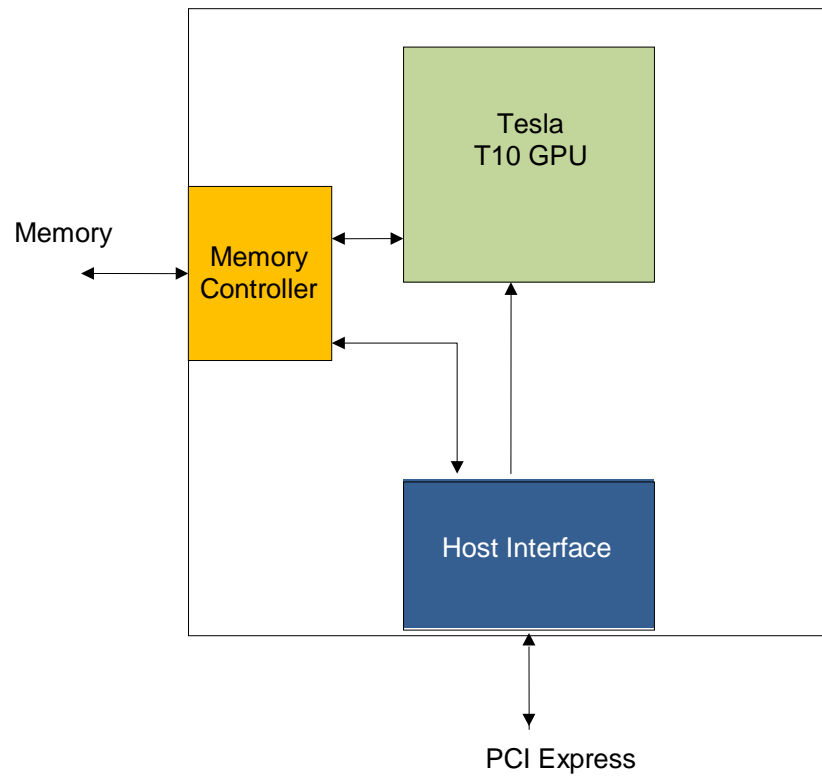 Tesla
T10 GPU
Memory
Memory
Controller
Host Interface
PCI Express